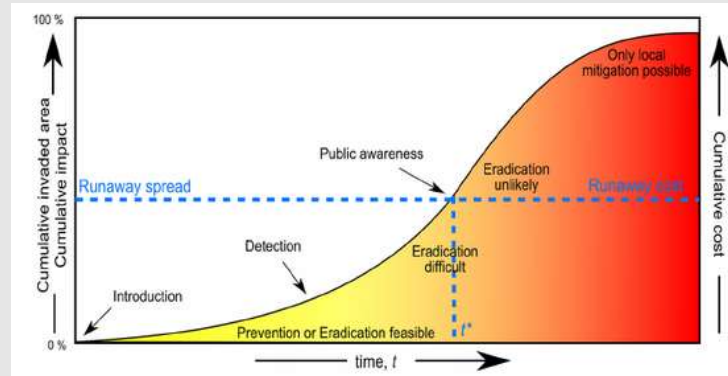 100 %
Only local
mitigation possible
Public awareness
Eradication
unlikely
Runaway spread
Runaway cost
Cumulative invaded area
Cumulative impact
Cumulative cost
Detection
Eradication
difficult
Introduction
Prevention or Eradication feasible
t*
0 %
time, t